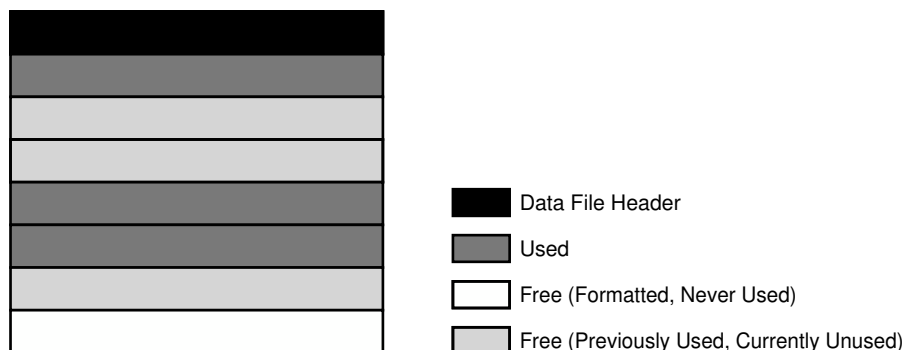 Data File Header
Used
Free (Formatted, Never Used)
Free (Previously Used, Currently Unused)